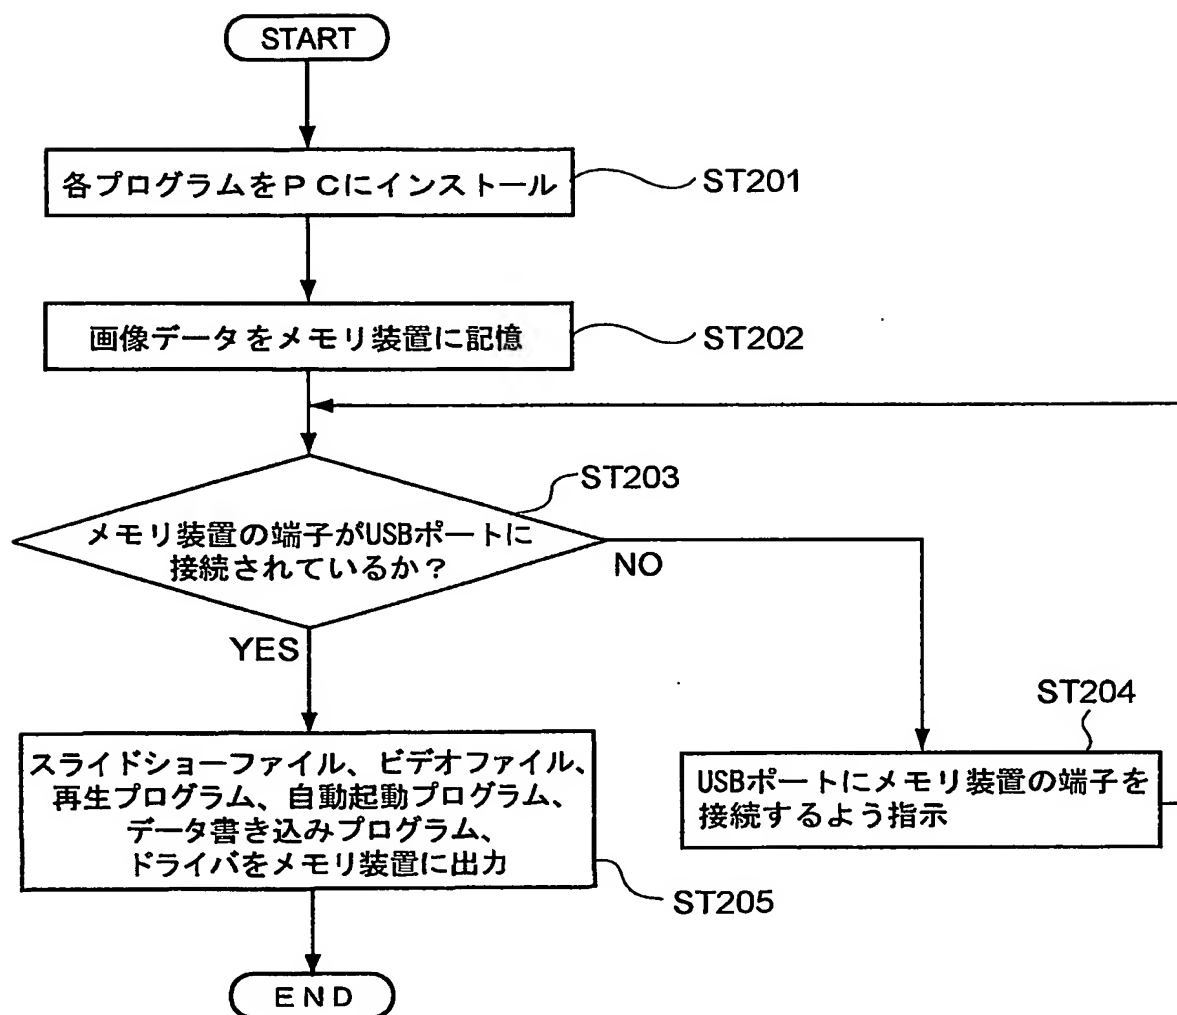 START
各プログラムをPCにインストール
ST201
画像データをメモリ装置に記憶
ST202
ST203
メモリ装置の端子がUSBポートに
接続されているか?
NO
YES
ST204
USBポートにメモリ装置の端子を
接続するよう指示
スライドショーファイル、ビデオファイル、
再生プログラム、自動起動プログラム、
データ書き込みプログラム、
ドライバをメモリ装置に出力
ST205
END